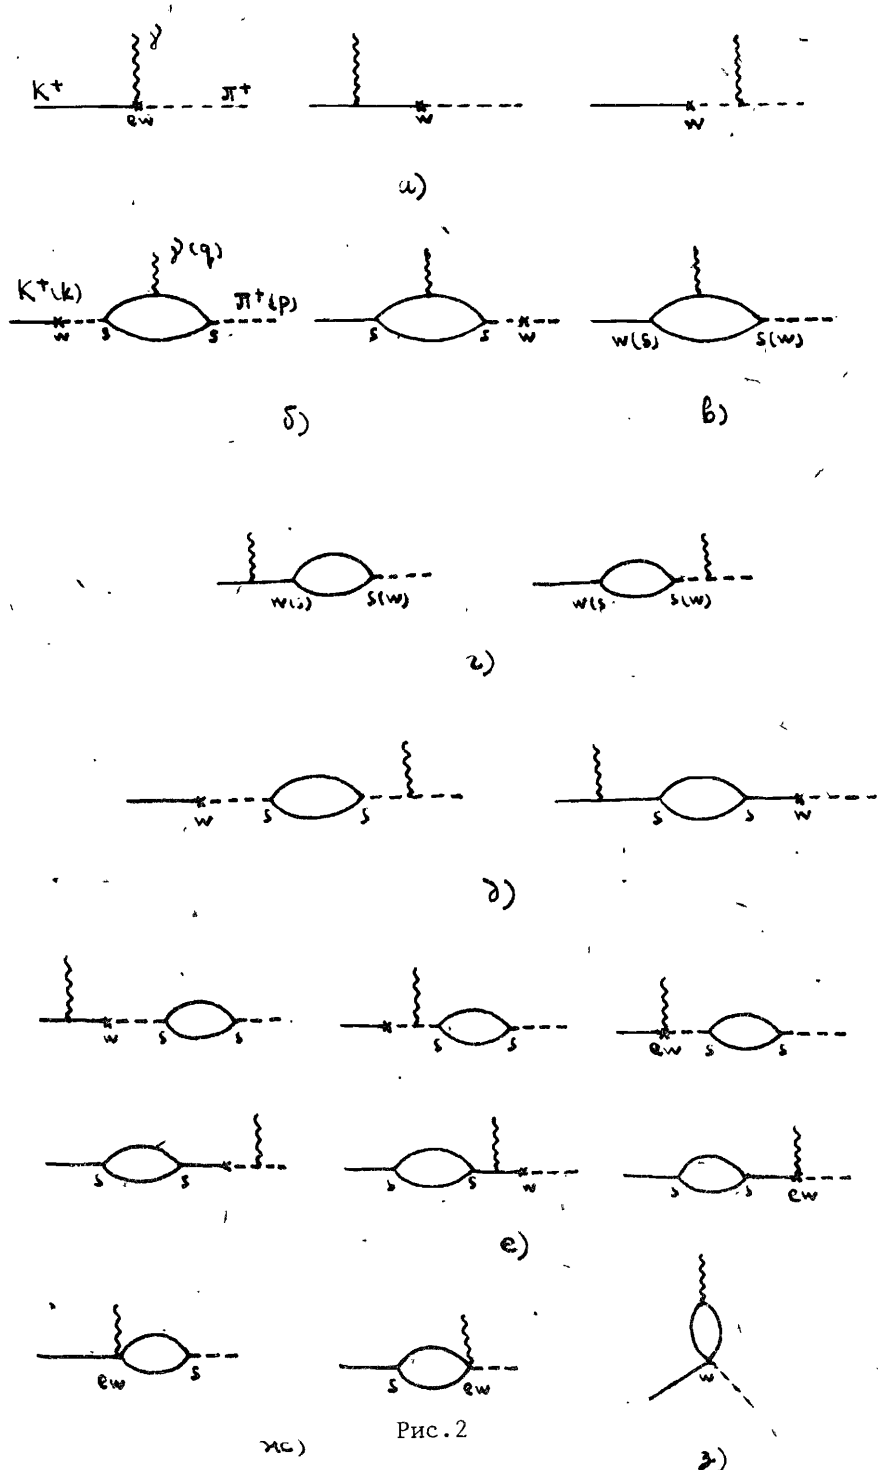 γ
K⁺ π⁺
ew w w
а)
γ(q)
K⁺(k) π⁺(p)
w s s s s w w(s) s(w)
б) в)
w(s) s(w) w(s s(w)
г)
w s s s s w
д)
w s s s s ew s s
s s s s w s s ew
е)
ew s s ew w
Рис.2
ж) з)